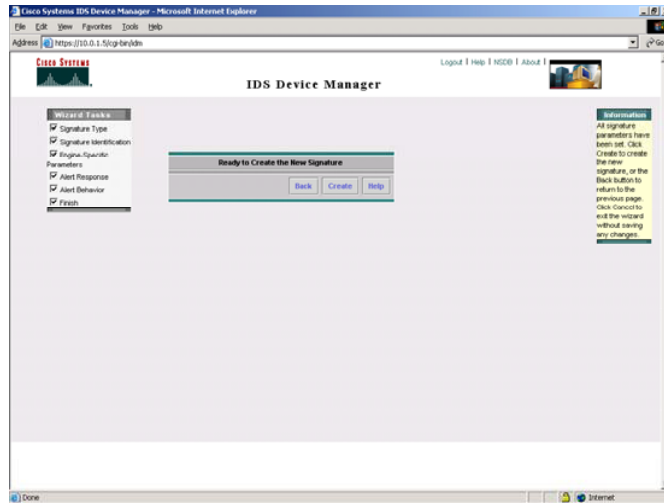 Cisco Systems IDS Device Manager - Microsoft Internet Explorer
File Edit View Favorites Tools Help
Address https://10.0.1.5/cgi-bin/idm Go
Cisco Systems
Logout | Help | NSDB | About |
IDS Device Manager
Wizard Tasks
Signature Type
Signature Identification
Engine-Specific
Parameters
Alert Response
Alert Behavior
Finish
Ready to Create the New Signature
Back Create Help
Information
All signature
parameters have
been set. Click
Create to create
the new
signature, or the
Back button to
return to the
previous page.
Click Cancel to
exit the wizard
without saving
any changes.
Done
Internet